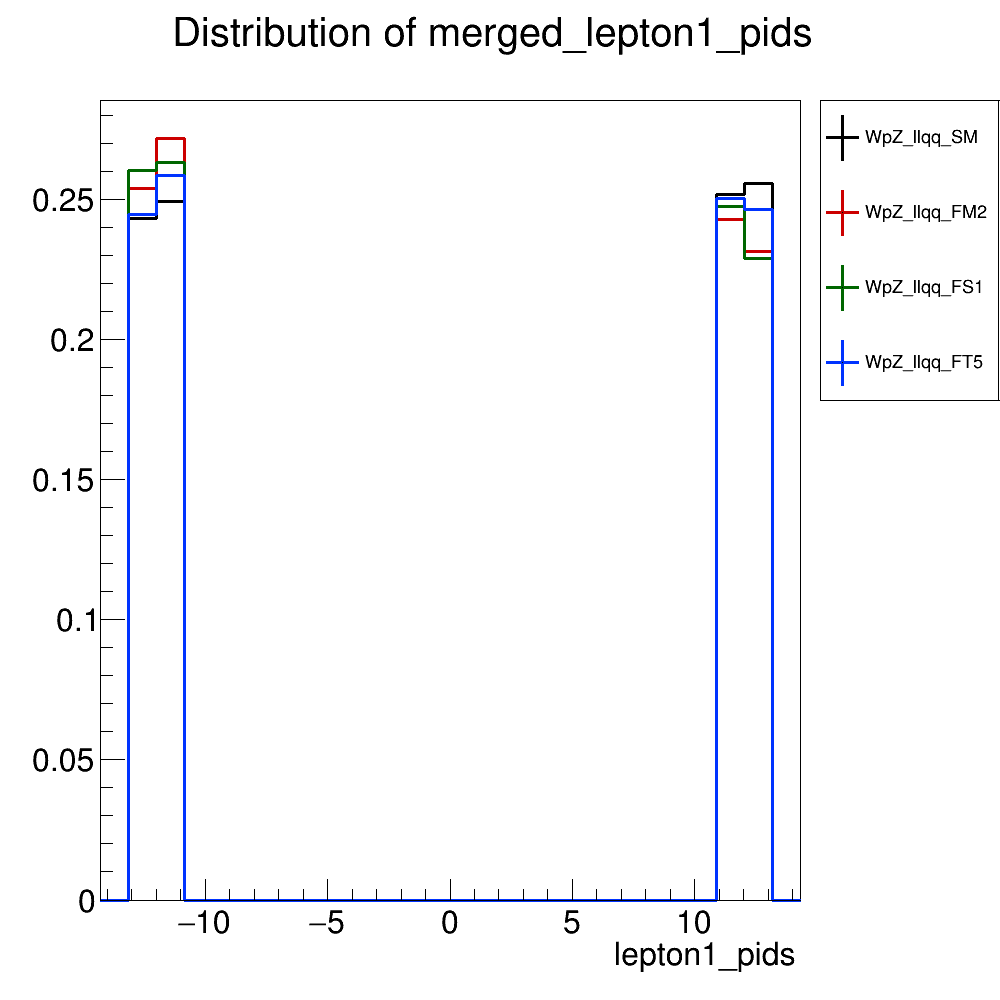 Distribution of merged_lepton1_pids
WpZ_llqq_SM
WpZ_llqq_FM2
WpZ_llqq_FS1
WpZ_llqq_FT5
0.25
0.2
0.15
0.1
0.05
0
−10 −5 0 5 10
lepton1_pids